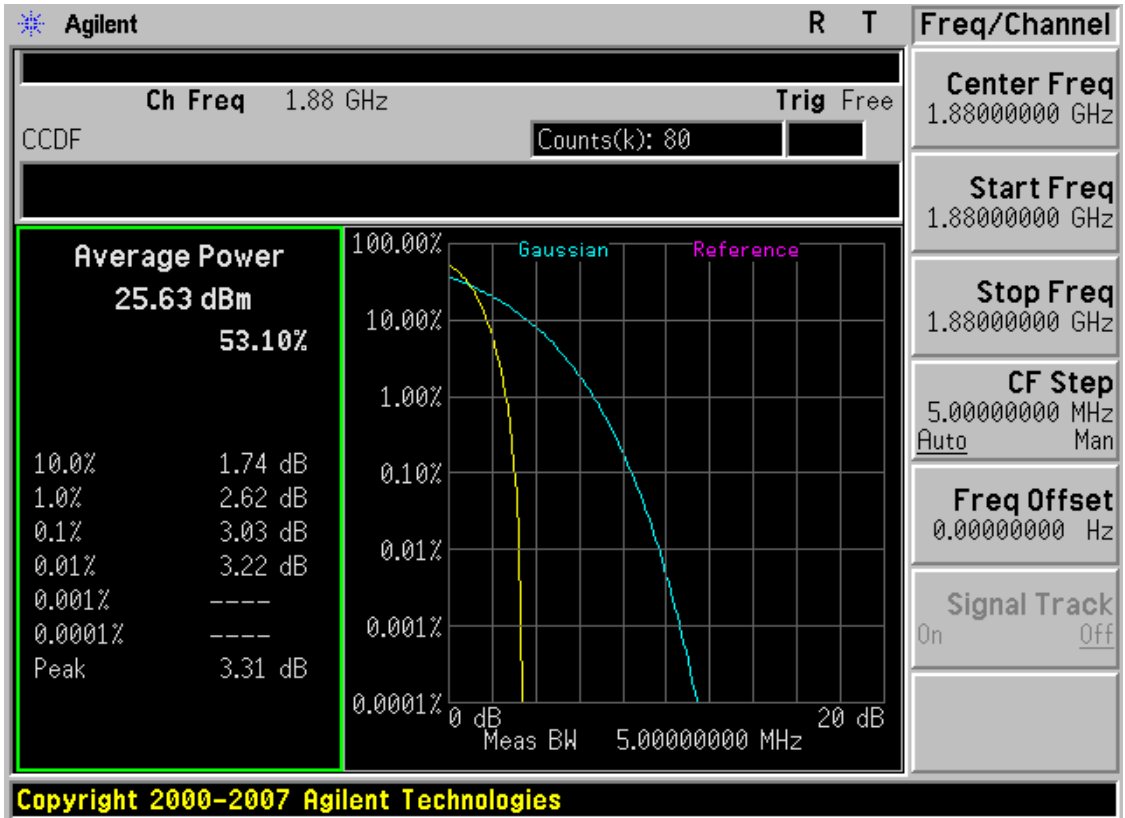 Agilent R T
Ch Freq 1.88 GHz Trig Free
CCDF Counts(k): 80
Average Power
25.63 dBm
53.10%
10.0% 1.74 dB
1.0% 2.62 dB
0.1% 3.03 dB
0.01% 3.22 dB
0.001% ----
0.0001% ----
Peak 3.31 dB
Gaussian Reference
100.00%
10.00%
1.00%
0.10%
0.01%
0.001%
0.0001%
0 dB 20 dB
Meas BW 5.00000000 MHz
Freq/Channel
Center Freq
1.88000000 GHz
Start Freq
1.88000000 GHz
Stop Freq
1.88000000 GHz
CF Step
5.00000000 MHz
Auto Man
Freq Offset
0.00000000 Hz
Signal Track
On Off
Copyright 2000-2007 Agilent Technologies